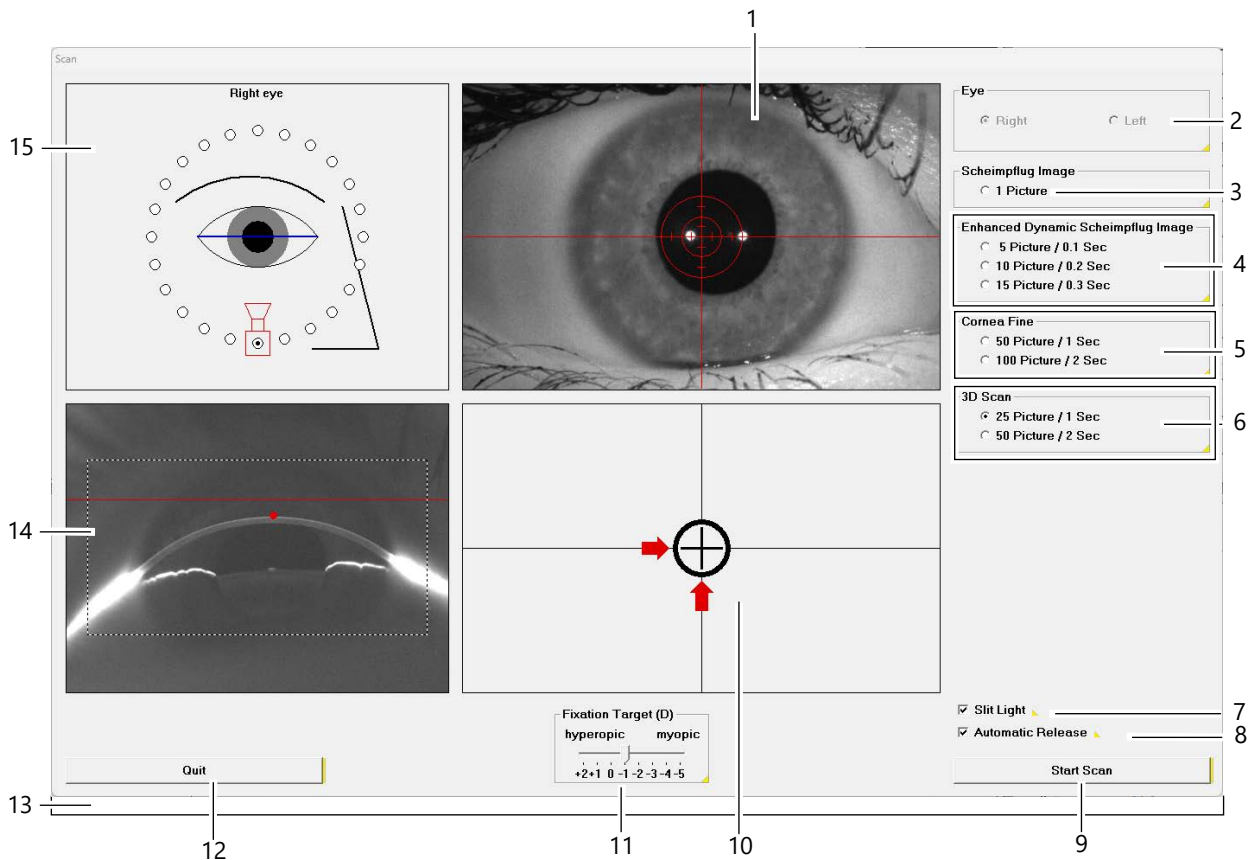 1
Scan
Right eye
15
Eye
Right Left
2
Scheimpflug Image
1 Picture
3
Enhanced Dynamic Scheimpflug Image
5 Picture / 0.1 Sec
10 Picture / 0.2 Sec
15 Picture / 0.3 Sec
4
Cornea Fine
50 Picture / 1 Sec
100 Picture / 2 Sec
5
3D Scan
25 Picture / 1 Sec
50 Picture / 2 Sec
6
14
Slit Light
7
Automatic Release
8
Fixation Target (D)
hyperopic myopic
+2+1 0 -1 -2 -3 -4 -5
Quit
Start Scan
13
12
11
10
9